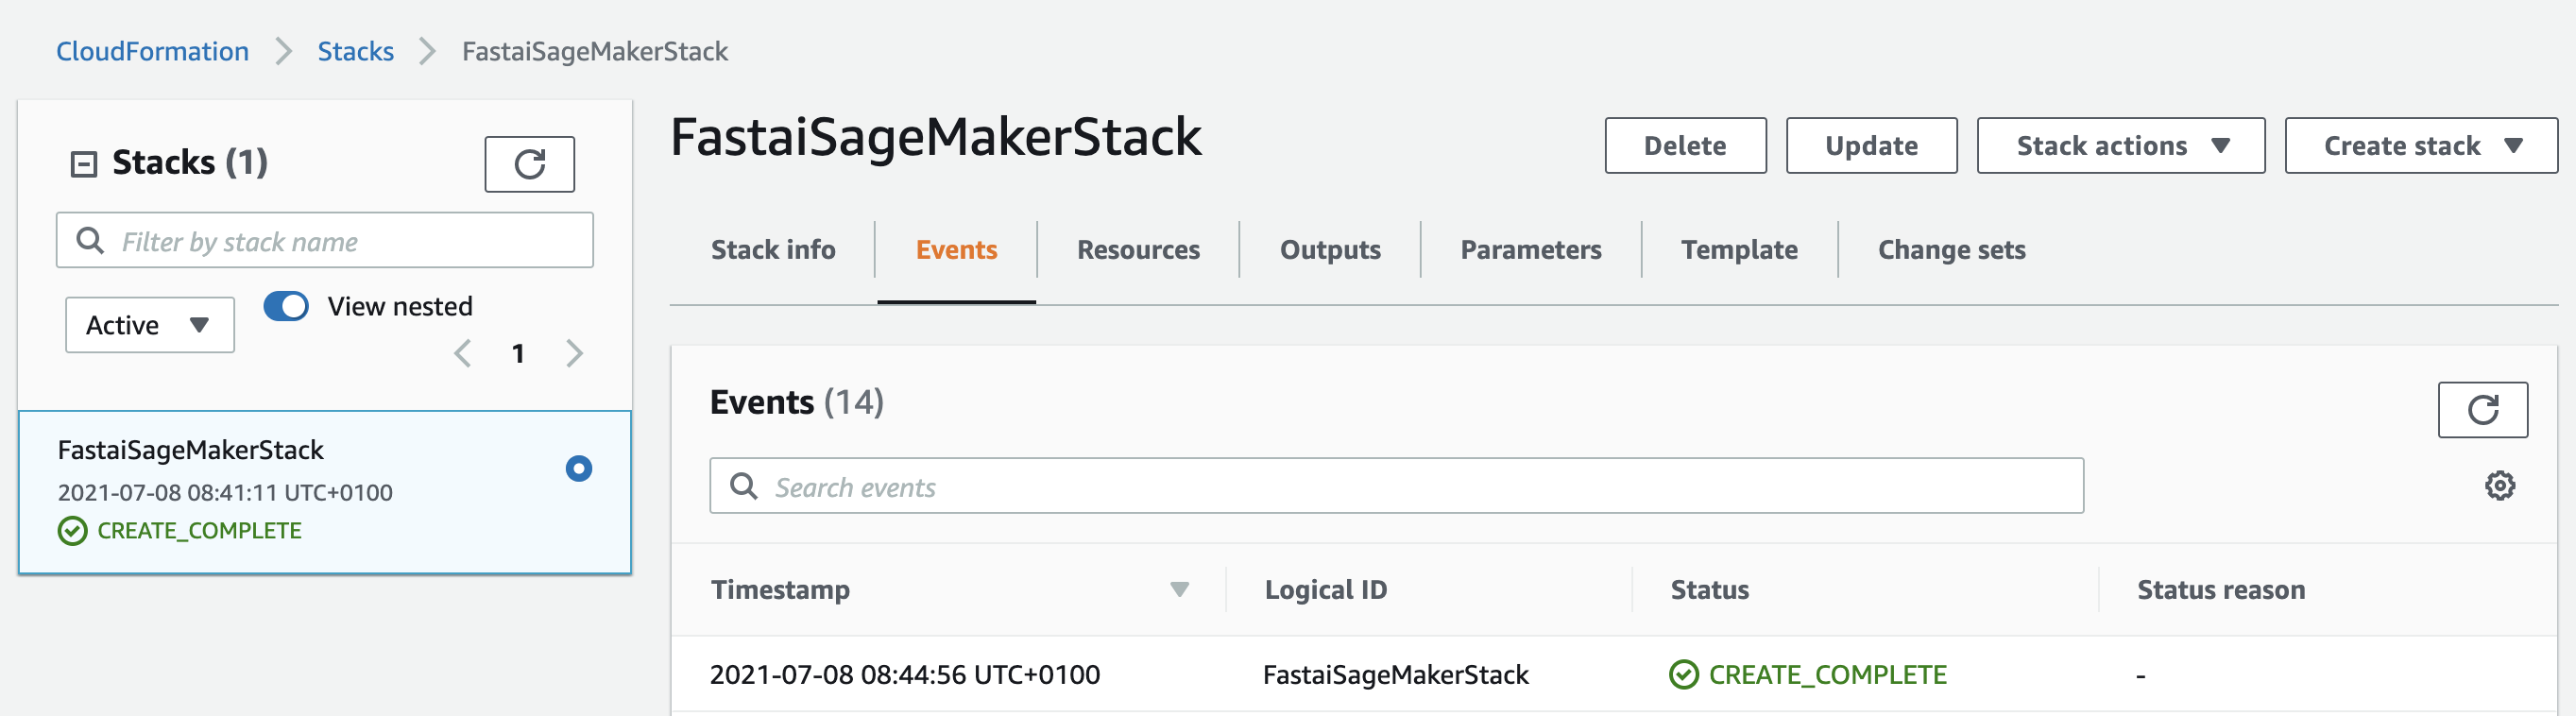 CloudFormation Stacks FastaiSageMakerStack
Stacks (1)
Filter by stack name
Active
View nested
1
FastaiSageMakerStack
2021-07-08 08:41:11 UTC+0100
CREATE_COMPLETE
FastaiSageMakerStack
Delete Update Stack actions Create stack
Stack info Events Resources Outputs Parameters Template Change sets
Events (14)
Search events
Timestamp Logical ID Status Status reason
2021-07-08 08:44:56 UTC+0100 FastaiSageMakerStack CREATE_COMPLETE -